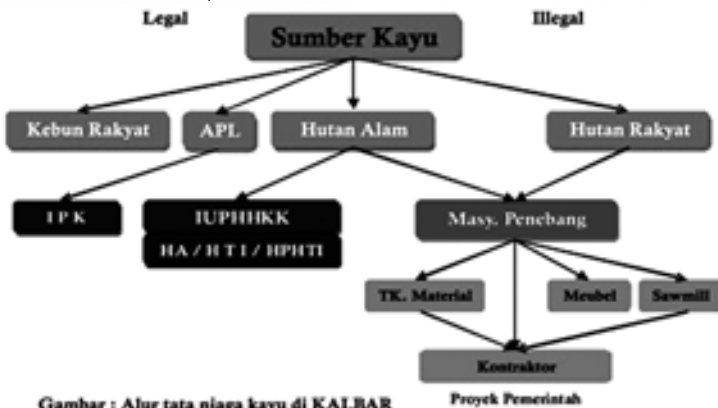 Legal
Illegal
Sumber Kayu
Kebun Rakyat
APL
Hutan Alam
Hutan Rakyat
I P K
IUPHHKK
HA / H T I / HPHTI
Masy. Penebang
TK. Material
Meubel
Sawmill
Kontraktor
Gambar : Alur tata niaga kayu di KALBAR
Proyek Pemerintah